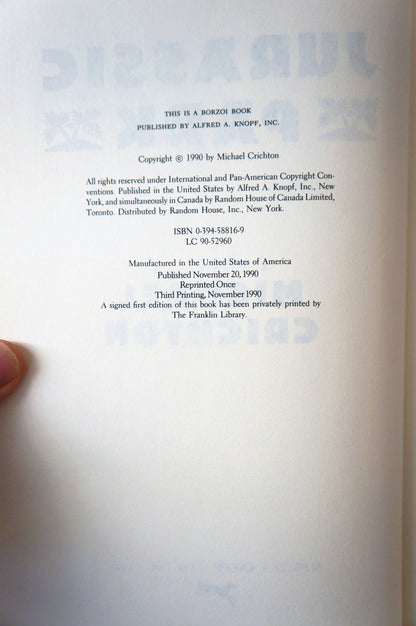 THIS IS A BORZOI BOOK
PUBLISHED BY ALFRED A. KNOPF, INC.
Copyright © 1990 by Michael Crichton
All rights reserved under International and Pan-American Copyright Con-
ventions. Published in the United States by Alfred A. Knopf, Inc., New
York, and simultaneously in Canada by Random House of Canada Limited,
Toronto. Distributed by Random House, Inc., New York.
ISBN 0-394-58816-9
LC 90-52960
Manufactured in the United States of America
Published November 20, 1990
Reprinted Once
Third Printing, November 1990
A signed first edition of this book has been privately printed by
The Franklin Library.